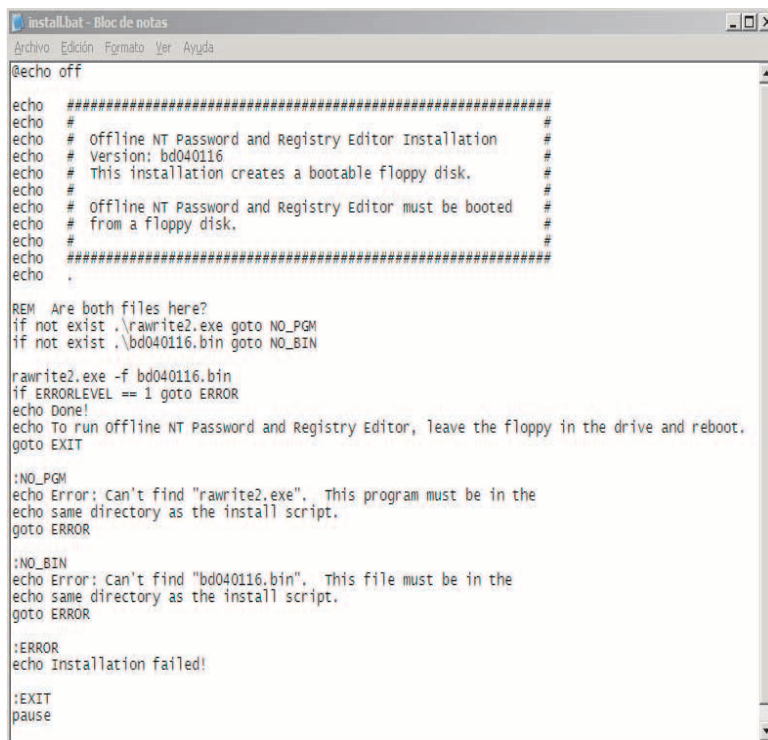 install.bat - Bloc de notas
Archivo Edición Formato Ver Ayuda
@echo off
echo ##############################################################
echo # #
echo # Offline NT Password and Registry Editor Installation #
echo # Version: bd040116 #
echo # This installation creates a bootable floppy disk. #
echo # #
echo # Offline NT Password and Registry Editor must be booted #
echo # from a floppy disk. #
echo # #
echo ##############################################################
echo .
REM Are both files here?
if not exist .\rawrite2.exe goto NO_PGM
if not exist .\bd040116.bin goto NO_BIN
rawrite2.exe -f bd040116.bin
if ERRORLEVEL == 1 goto ERROR
echo Done!
echo To run Offline NT Password and Registry Editor, leave the floppy in the drive and reboot.
goto EXIT
:NO_PGM
echo Error: Can't find "rawrite2.exe". This program must be in the
echo same directory as the install script.
goto ERROR
:NO_BIN
echo Error: Can't find "bd040116.bin". This file must be in the
echo same directory as the install script.
goto ERROR
:ERROR
echo Installation failed!
:EXIT
pause